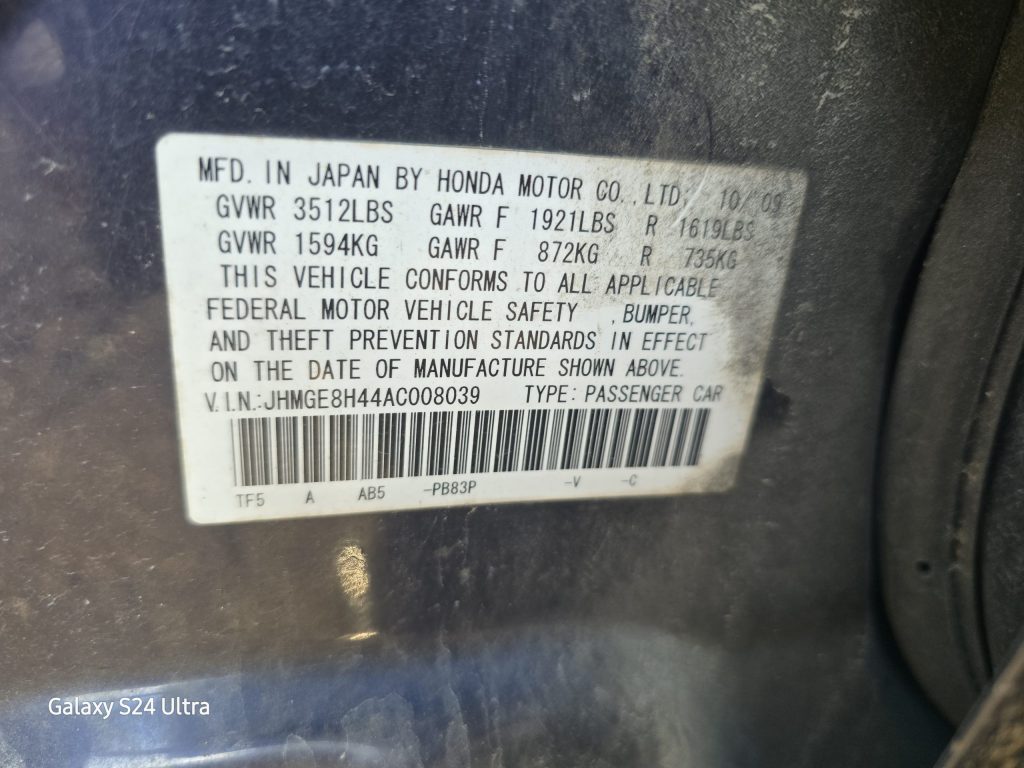 MFD. IN JAPAN BY HONDA MOTOR CO.,LTD. 10/09
GVWR 3512LBS GAWR F 1921LBS R 1619LBS
GVWR 1594KG GAWR F 872KG R 735KG
THIS VEHICLE CONFORMS TO ALL APPLICABLE
FEDERAL MOTOR VEHICLE SAFETY ,BUMPER,
AND THEFT PREVENTION STANDARDS IN EFFECT
ON THE DATE OF MANUFACTURE SHOWN ABOVE.
V.I.N.:JHMGE8H44AC008039 TYPE: PASSENGER CAR
TF5 A AB5 -PB83P -V -C
Galaxy S24 Ultra